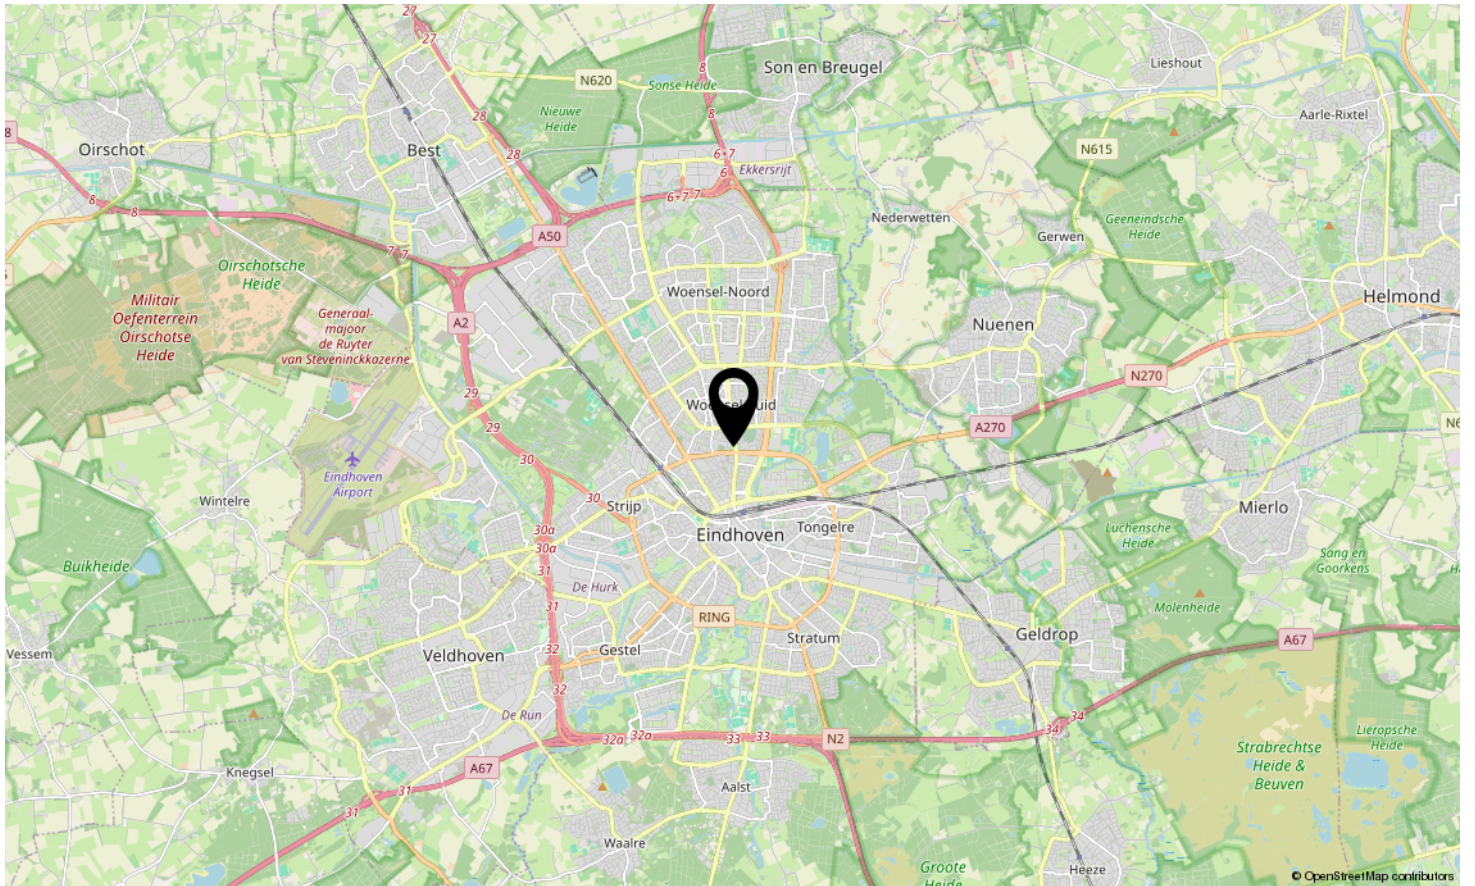 27
27
Son en Breugel
Lieshout
8
N620
Sonse Heide
Nieuwe
Heide
28
8
Aarle-Rixtel
8
Oirschot
Best
28
6+7
N615
6
Ekkersrijt
8
8
6+7
7
Nederwetten
Geeneindsche
Heide
A50
Gerwen
7
7
Oirschotsche
Heide
Woensel-Noord
Helmond
Militair
Oefenterrein
Oirschotse
Heide
Generaal-
majoor
de Ruyter
van Steveninckkazerne
A2
Nuenen
N270
29
29
A270
30
Eindhoven
Airport
30
Wintelre
Strijp
Mierlo
30a
Eindhoven
Tongelre
30a
Luchensche
Heide
Buikheide
31
Sang en
Goorkens
De Hurk
31
Molenheide
RING
Stratum
Geldrop
A67
32
Gestel
Vessem
Veldhoven
32
De Run
34
34
32a
32a
33
33
N2
Lieropsche
Heide
Strabrechtse
Heide &
Beuven
A67
Knegsel
Aalst
31
31
Waalre
Groote
Heide
Heeze
© OpenStreetMap contributors